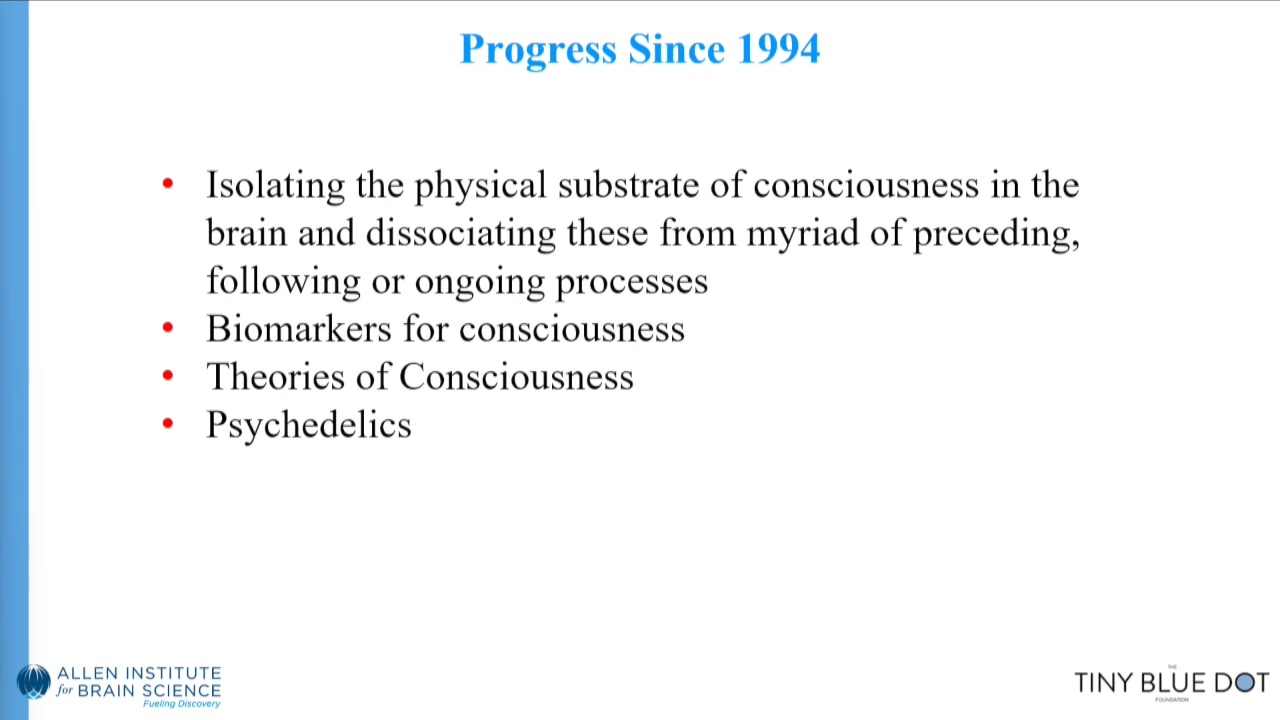 Progress Since 1994
• Isolating the physical substrate of consciousness in the
brain and dissociating these from myriad of preceding,
following or ongoing processes
• Biomarkers for consciousness
• Theories of Consciousness
• Psychedelics
ALLEN INSTITUTE
for BRAIN SCIENCE
Fueling Discovery
THE
TINY BLUE DOT
FOUNDATION